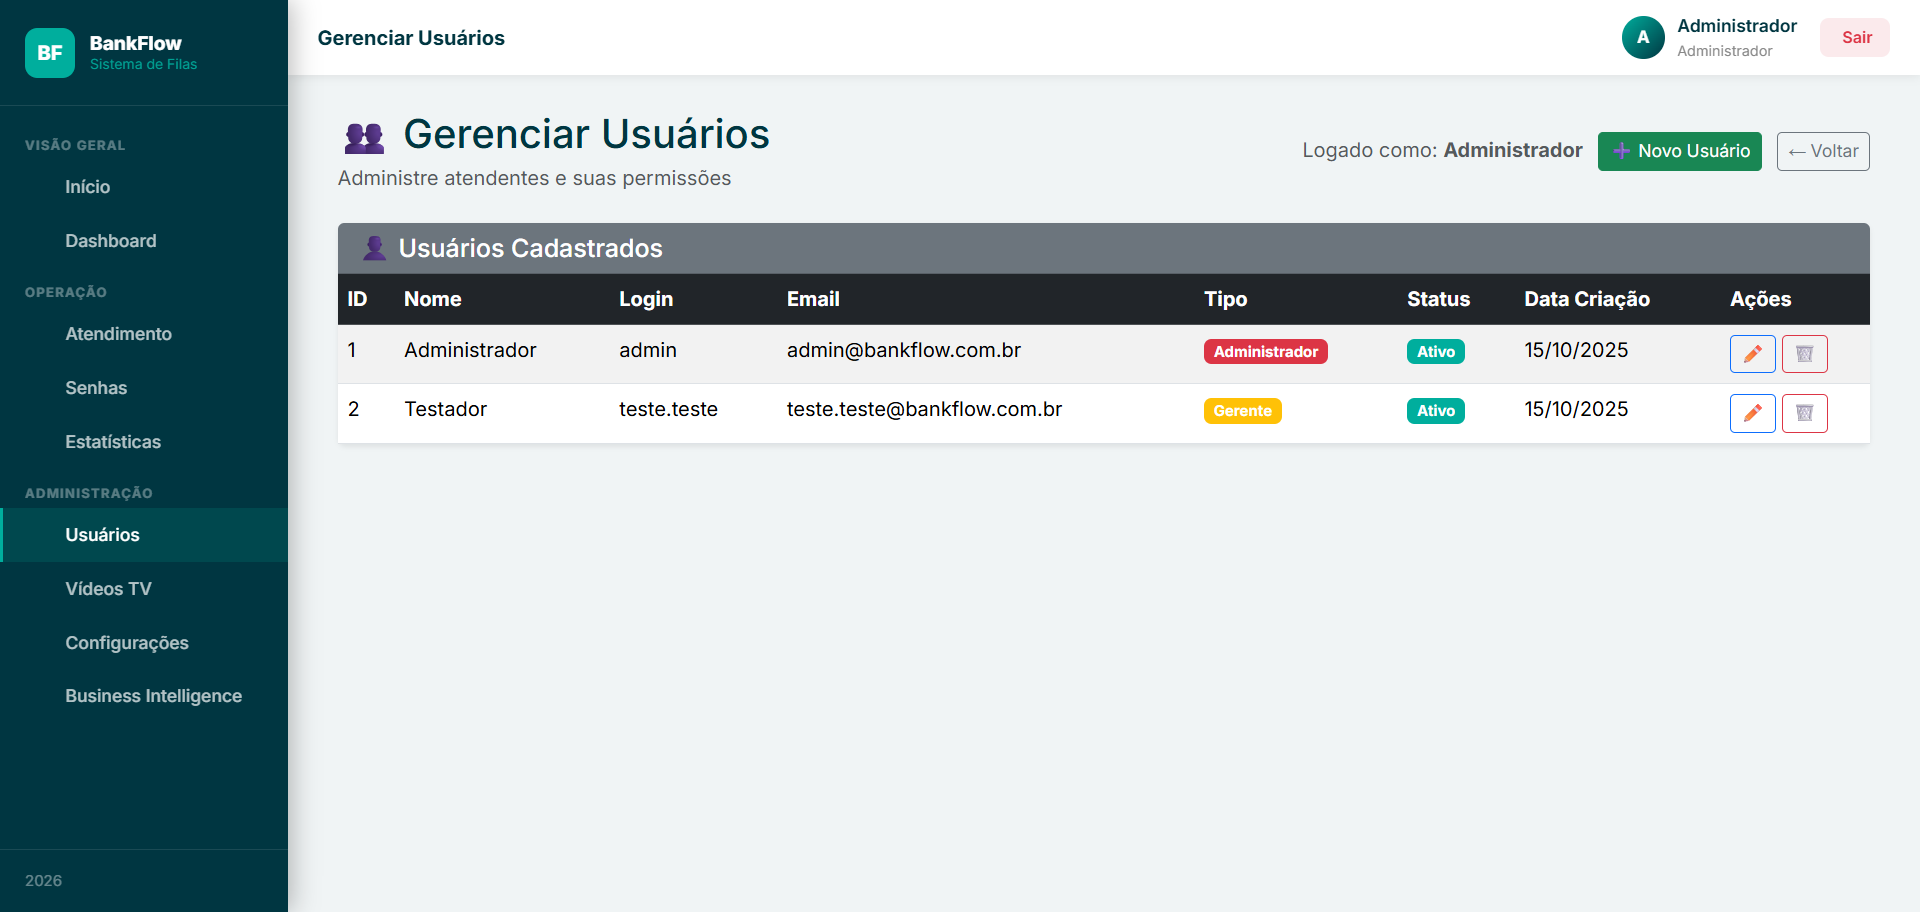 BF
BankFlow
Sistema de Filas
VISÃO GERAL
Início
Dashboard
OPERAÇÃO
Atendimento
Senhas
Estatísticas
ADMINISTRAÇÃO
Usuários
Vídeos TV
Configurações
Business Intelligence
2026
Gerenciar Usuários
A
Administrador
Administrador
Sair
Gerenciar Usuários
Administre atendentes e suas permissões
Logado como: Administrador
Novo Usuário
← Voltar
Usuários Cadastrados
ID Nome Login Email Tipo Status Data Criação Ações
1 Administrador admin admin@bankflow.com.br Administrador Ativo 15/10/2025
2 Testador teste.teste teste.teste@bankflow.com.br Gerente Ativo 15/10/2025